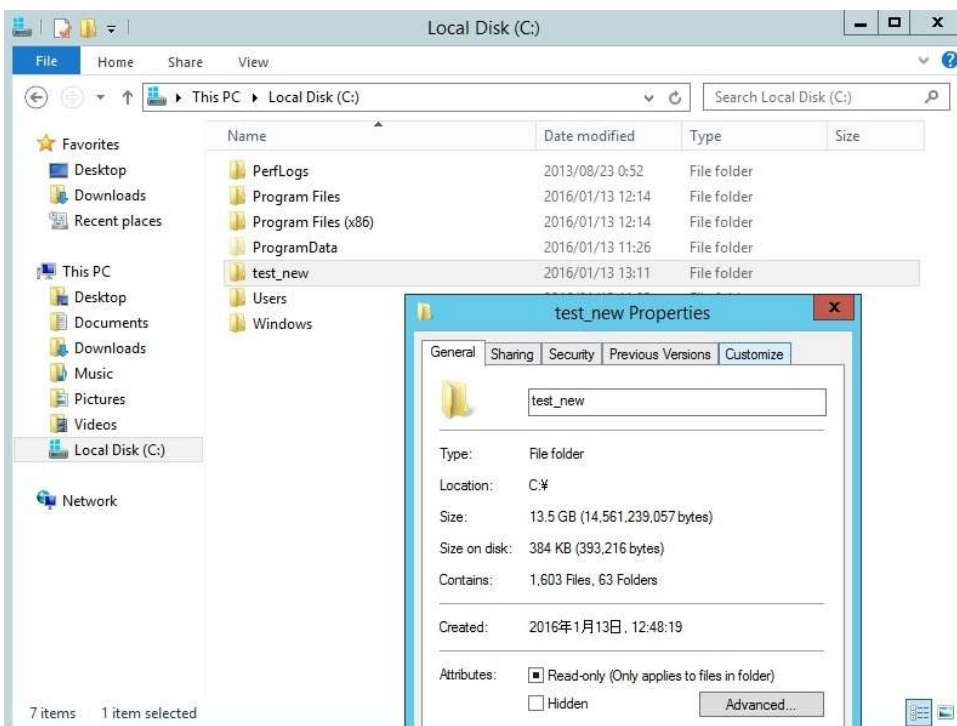 Local Disk (C:)
File Home Share View
This PC Local Disk (C:) Search Local Disk (C:)
Favorites
Desktop
Downloads
Recent places
This PC
Desktop
Documents
Downloads
Music
Pictures
Videos
Local Disk (C:)
Network
Name Date modified Type Size
PerfLogs 2013/08/23 0:52 File folder
Program Files 2016/01/13 12:14 File folder
Program Files (x86) 2016/01/13 12:14 File folder
ProgramData 2016/01/13 11:26 File folder
test_new 2016/01/13 13:11 File folder
Users
Windows
test_new Properties
General Sharing Security Previous Versions Customize
test_new
Type: File folder
Location: C:¥
Size: 13.5 GB (14,561,239,057 bytes)
Size on disk: 384 KB (393,216 bytes)
Contains: 1,603 Files, 63 Folders
Created: 2016年1月13日, 12:48:19
Attributes: Read-only (Only applies to files in folder)
Hidden Advanced...
7 items 1 item selected